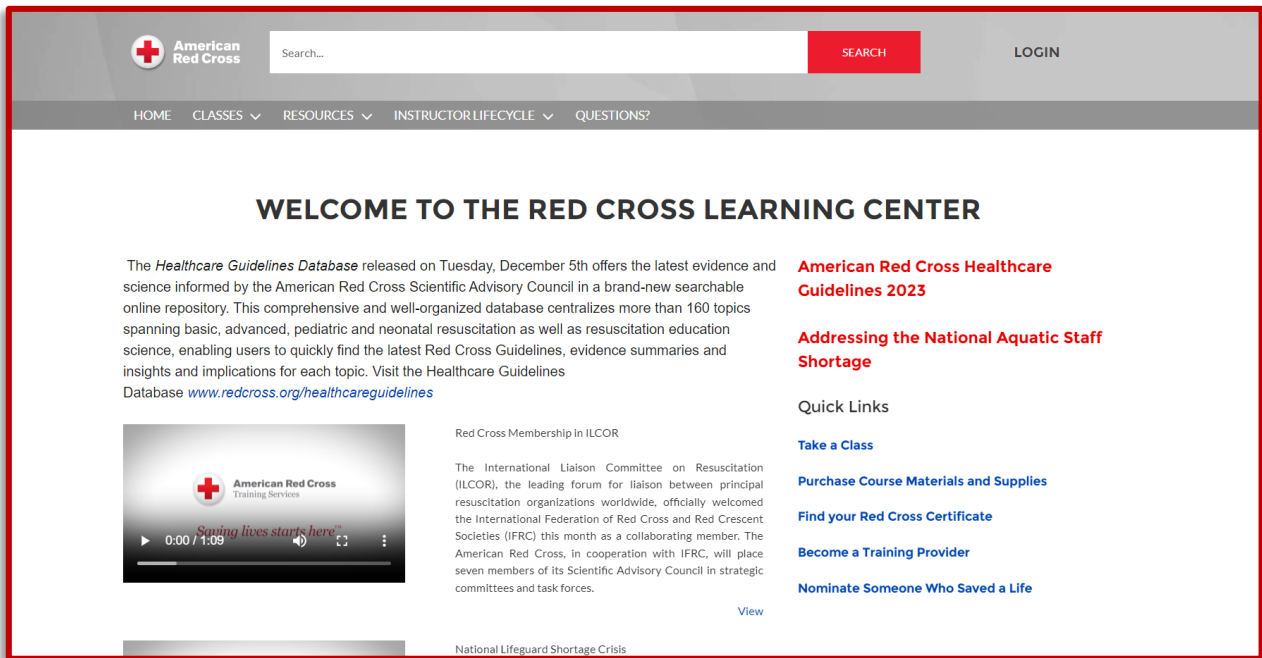 American
Red Cross
Search...
SEARCH
LOGIN
HOME CLASSES RESOURCES INSTRUCTOR LIFECYCLE QUESTIONS?
WELCOME TO THE RED CROSS LEARNING CENTER
The Healthcare Guidelines Database released on Tuesday, December 5th offers the latest evidence and
science informed by the American Red Cross Scientific Advisory Council in a brand-new searchable
online repository. This comprehensive and well-organized database centralizes more than 160 topics
spanning basic, advanced, pediatric and neonatal resuscitation as well as resuscitation education
science, enabling users to quickly find the latest Red Cross Guidelines, evidence summaries and
insights and implications for each topic. Visit the Healthcare Guidelines
Database www.redcross.org/healthcareguidelines
American Red Cross
Training Services
Saving lives starts here™
0:00 / 1:09
Red Cross Membership in ILCOR
The International Liaison Committee on Resuscitation
(ILCOR), the leading forum for liaison between principal
resuscitation organizations worldwide, officially welcomed
the International Federation of Red Cross and Red Crescent
Societies (IFRC) this month as a collaborating member. The
American Red Cross, in cooperation with IFRC, will place
seven members of its Scientific Advisory Council in strategic
committees and task forces.
View
National Lifeguard Shortage Crisis
American Red Cross Healthcare
Guidelines 2023
Addressing the National Aquatic Staff
Shortage
Quick Links
Take a Class
Purchase Course Materials and Supplies
Find your Red Cross Certificate
Become a Training Provider
Nominate Someone Who Saved a Life